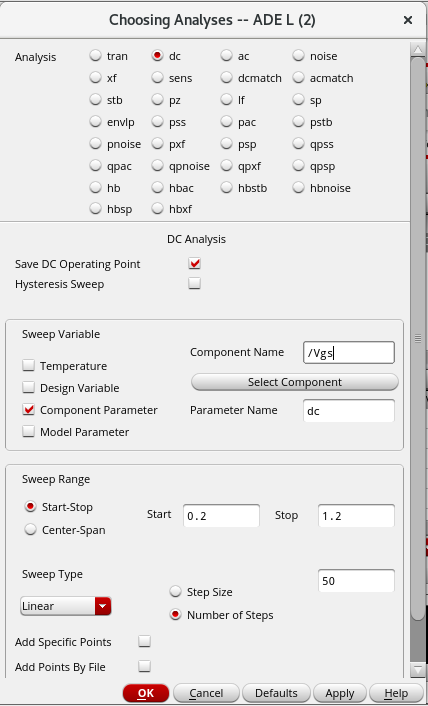 Choosing Analyses -- ADE L (2)
Analysis tran dc ac noise
xf sens dcmatch acmatch
stb pz lf sp
envlp pss pac pstb
pnoise pxf psp qpss
qpac qpnoise qpxf qpsp
hb hbac hbstb hbnoise
hbsp hbxf
DC Analysis
Save DC Operating Point
Hysteresis Sweep
Sweep Variable
Temperature
Design Variable
Component Parameter
Model Parameter
Component Name /Vgs
Select Component
Parameter Name dc
Sweep Range
Start-Stop
Center-Span
Start 0.2 Stop 1.2
Sweep Type
Linear
Step Size
Number of Steps
50
Add Specific Points
Add Points By File
OK Cancel Defaults Apply Help